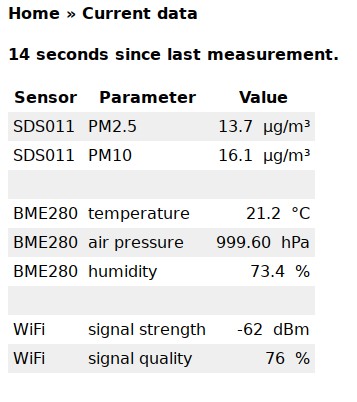 Home » Current data
14 seconds since last measurement.
Sensor Parameter Value
SDS011 PM2.5 13.7 µg/m³
SDS011 PM10 16.1 µg/m³
BME280 temperature 21.2 °C
BME280 air pressure 999.60 hPa
BME280 humidity 73.4 %
WiFi signal strength -62 dBm
WiFi signal quality 76 %